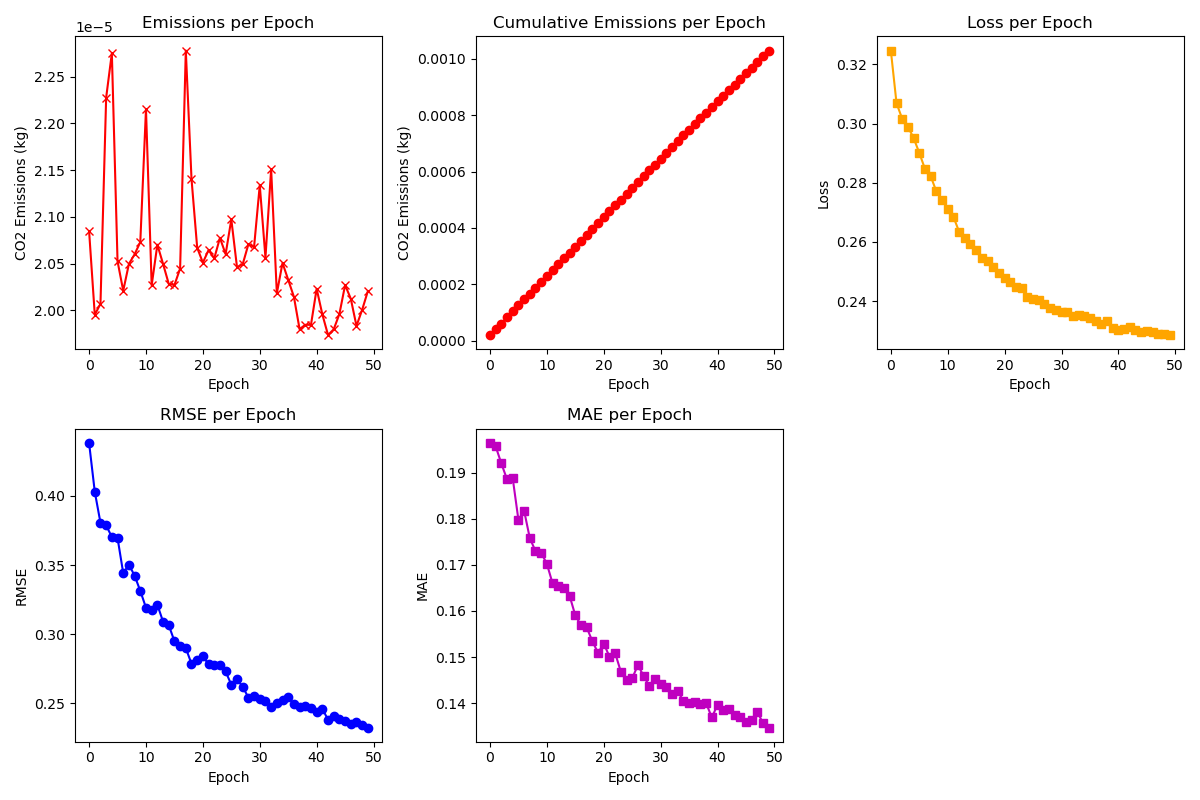 Emissions per Epoch
1e−5
2.25
2.20
2.15
2.10
2.05
2.00
CO2 Emissions (kg)
0 10 20 30 40 50
Epoch
Cumulative Emissions per Epoch
0.0010
0.0008
0.0006
0.0004
0.0002
0.0000
CO2 Emissions (kg)
0 10 20 30 40 50
Epoch
Loss per Epoch
0.32
0.30
0.28
0.26
0.24
Loss
0 10 20 30 40 50
Epoch
RMSE per Epoch
0.40
0.35
0.30
0.25
RMSE
0 10 20 30 40 50
Epoch
MAE per Epoch
0.19
0.18
0.17
0.16
0.15
0.14
MAE
0 10 20 30 40 50
Epoch